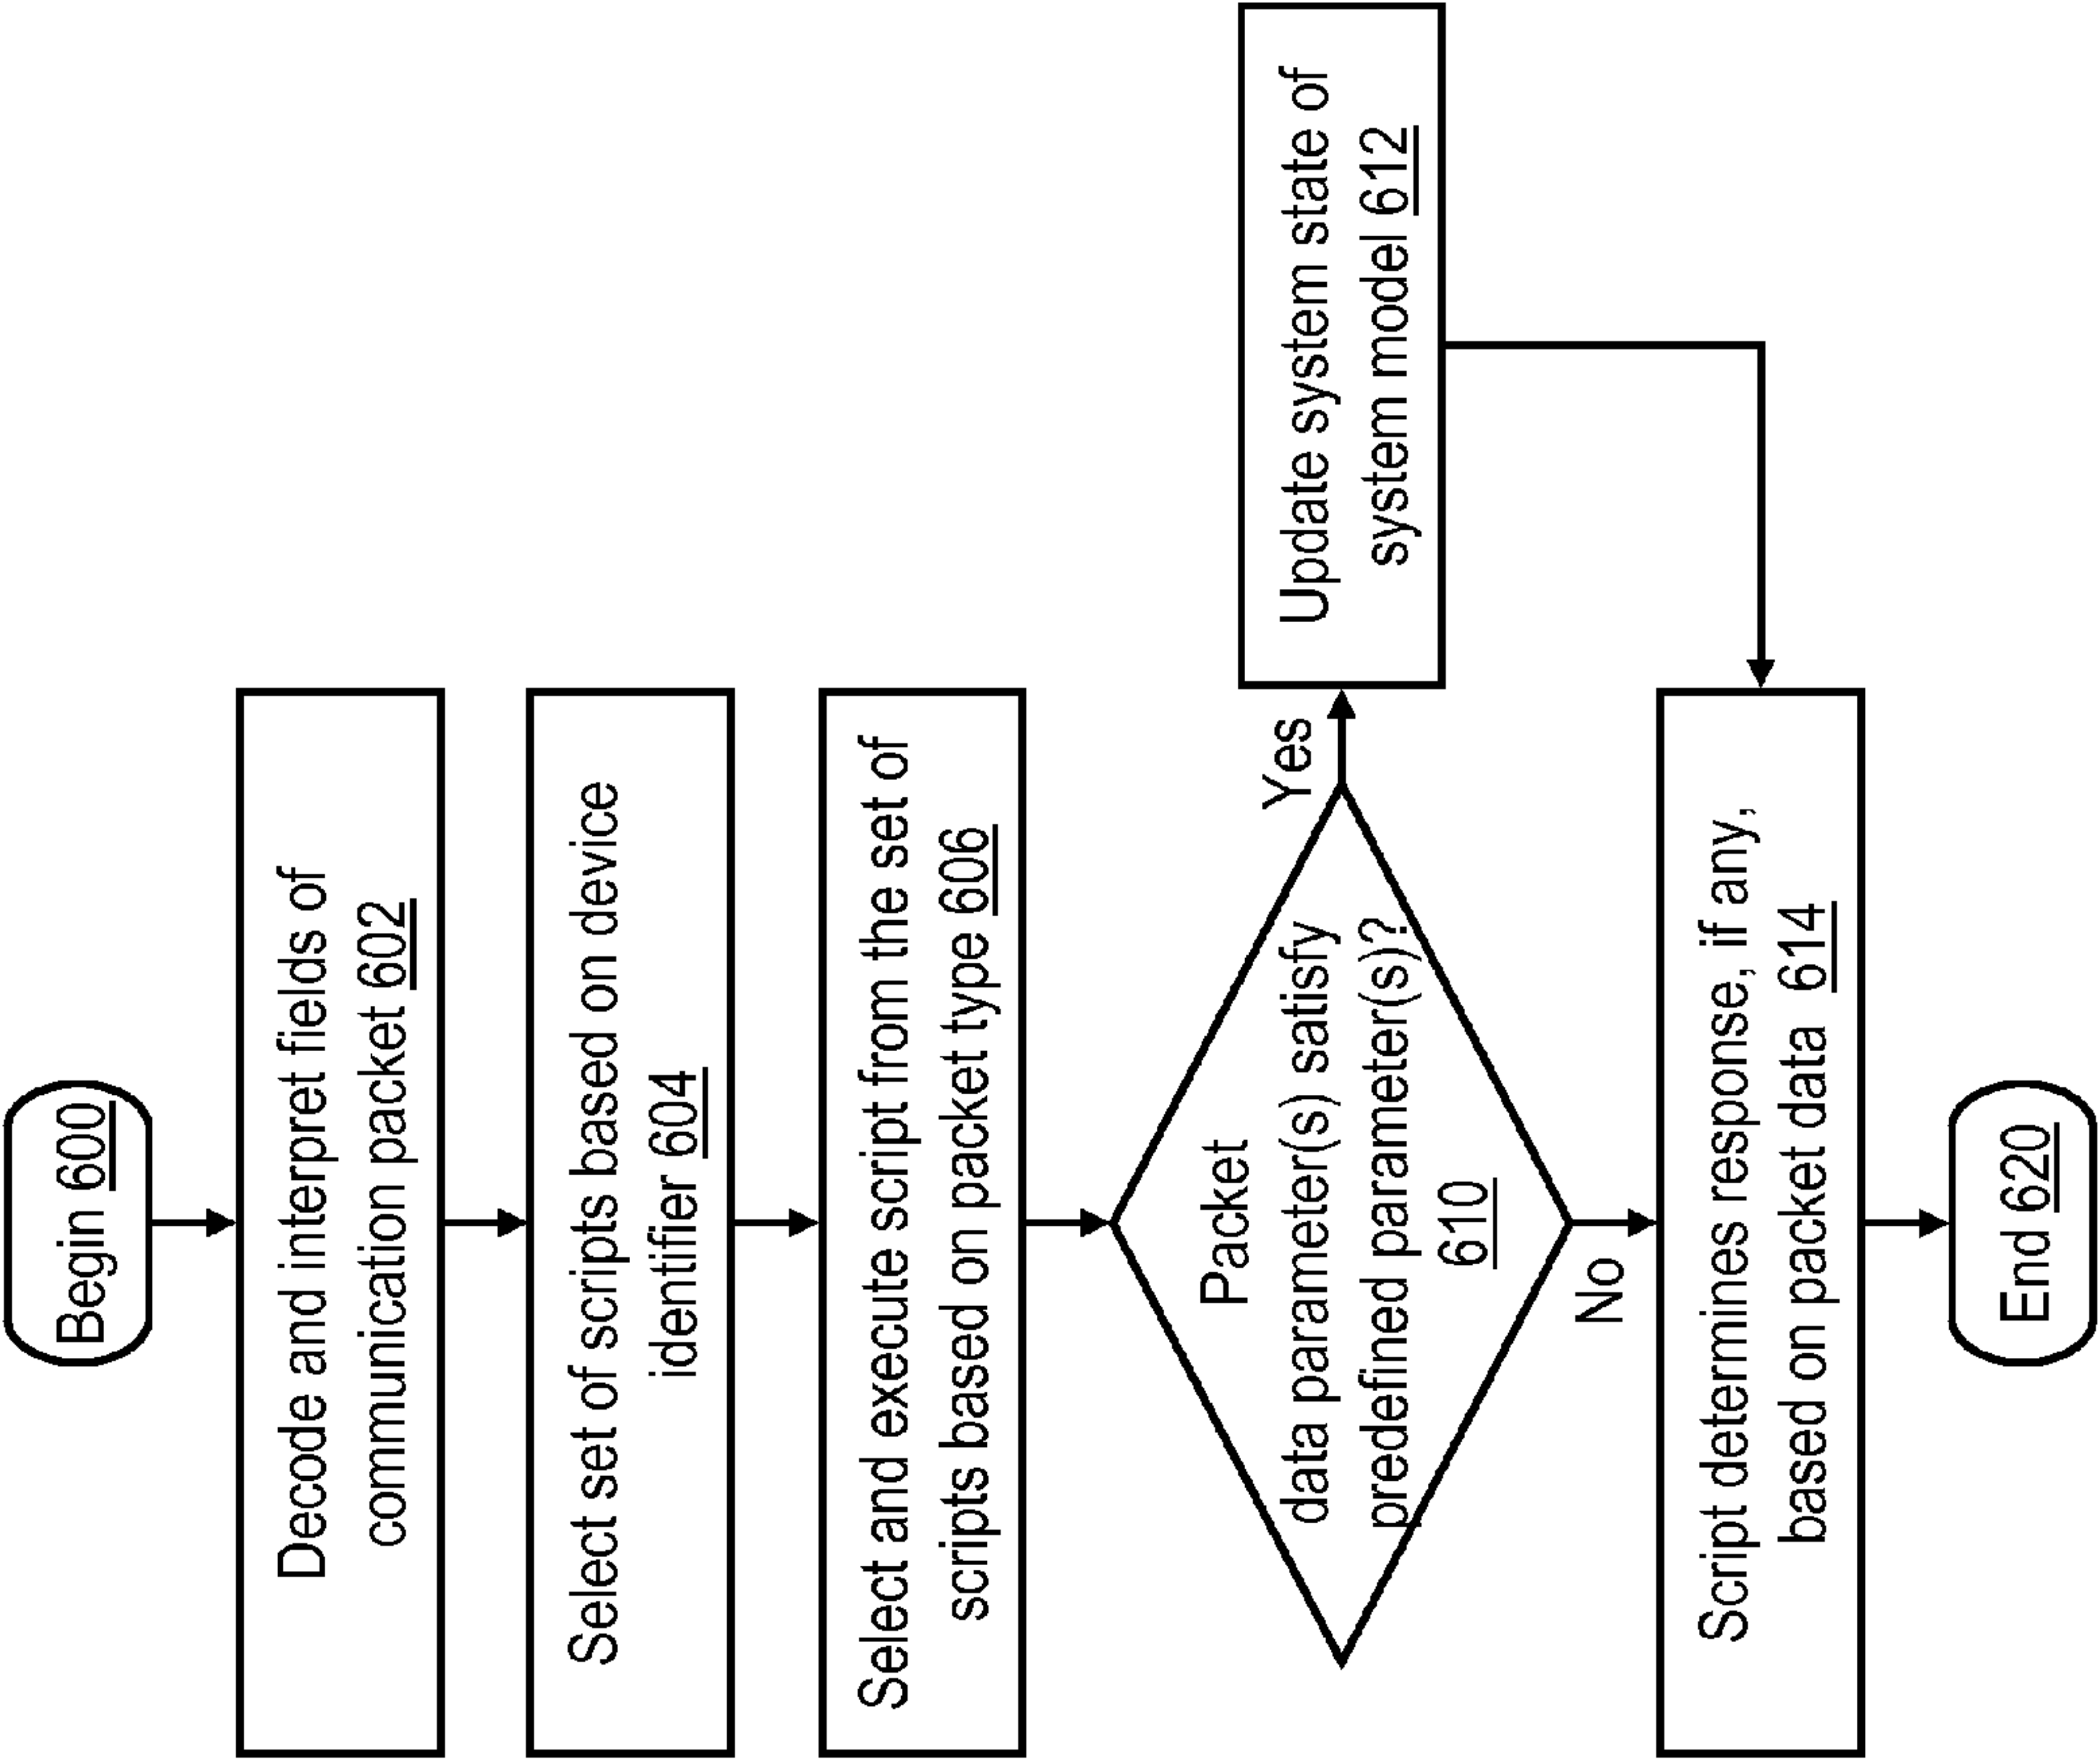 Begin 600
Decode and interpret fields of
communication packet 602
Select set of scripts based on device
identifier 604
Select and execute script from the set of
scripts based on packet type 606
Packet
data parameter(s) satisfy
predefined parameter(s)?
610
Yes
Update system state of
system model 612
No
Script determines response, if any,
based on packet data 614
End 620